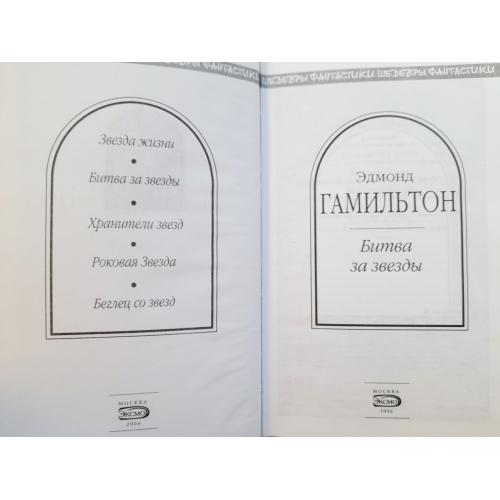 ШЕДЕВРЫ ФАНТАСТИКИ ШЕДЕВРЫ ФАНТАСТИКИ
Звезда жизни
•
Битва за звезды
•
Хранители звезд
•
Роковая Звезда
•
Беглец со звезд
МОСКВА
ЭКСМО
2004
Эдмонд
ГАМИЛЬТОН
Битва
за звезды
МОСКВА
ЭКСМО
2004